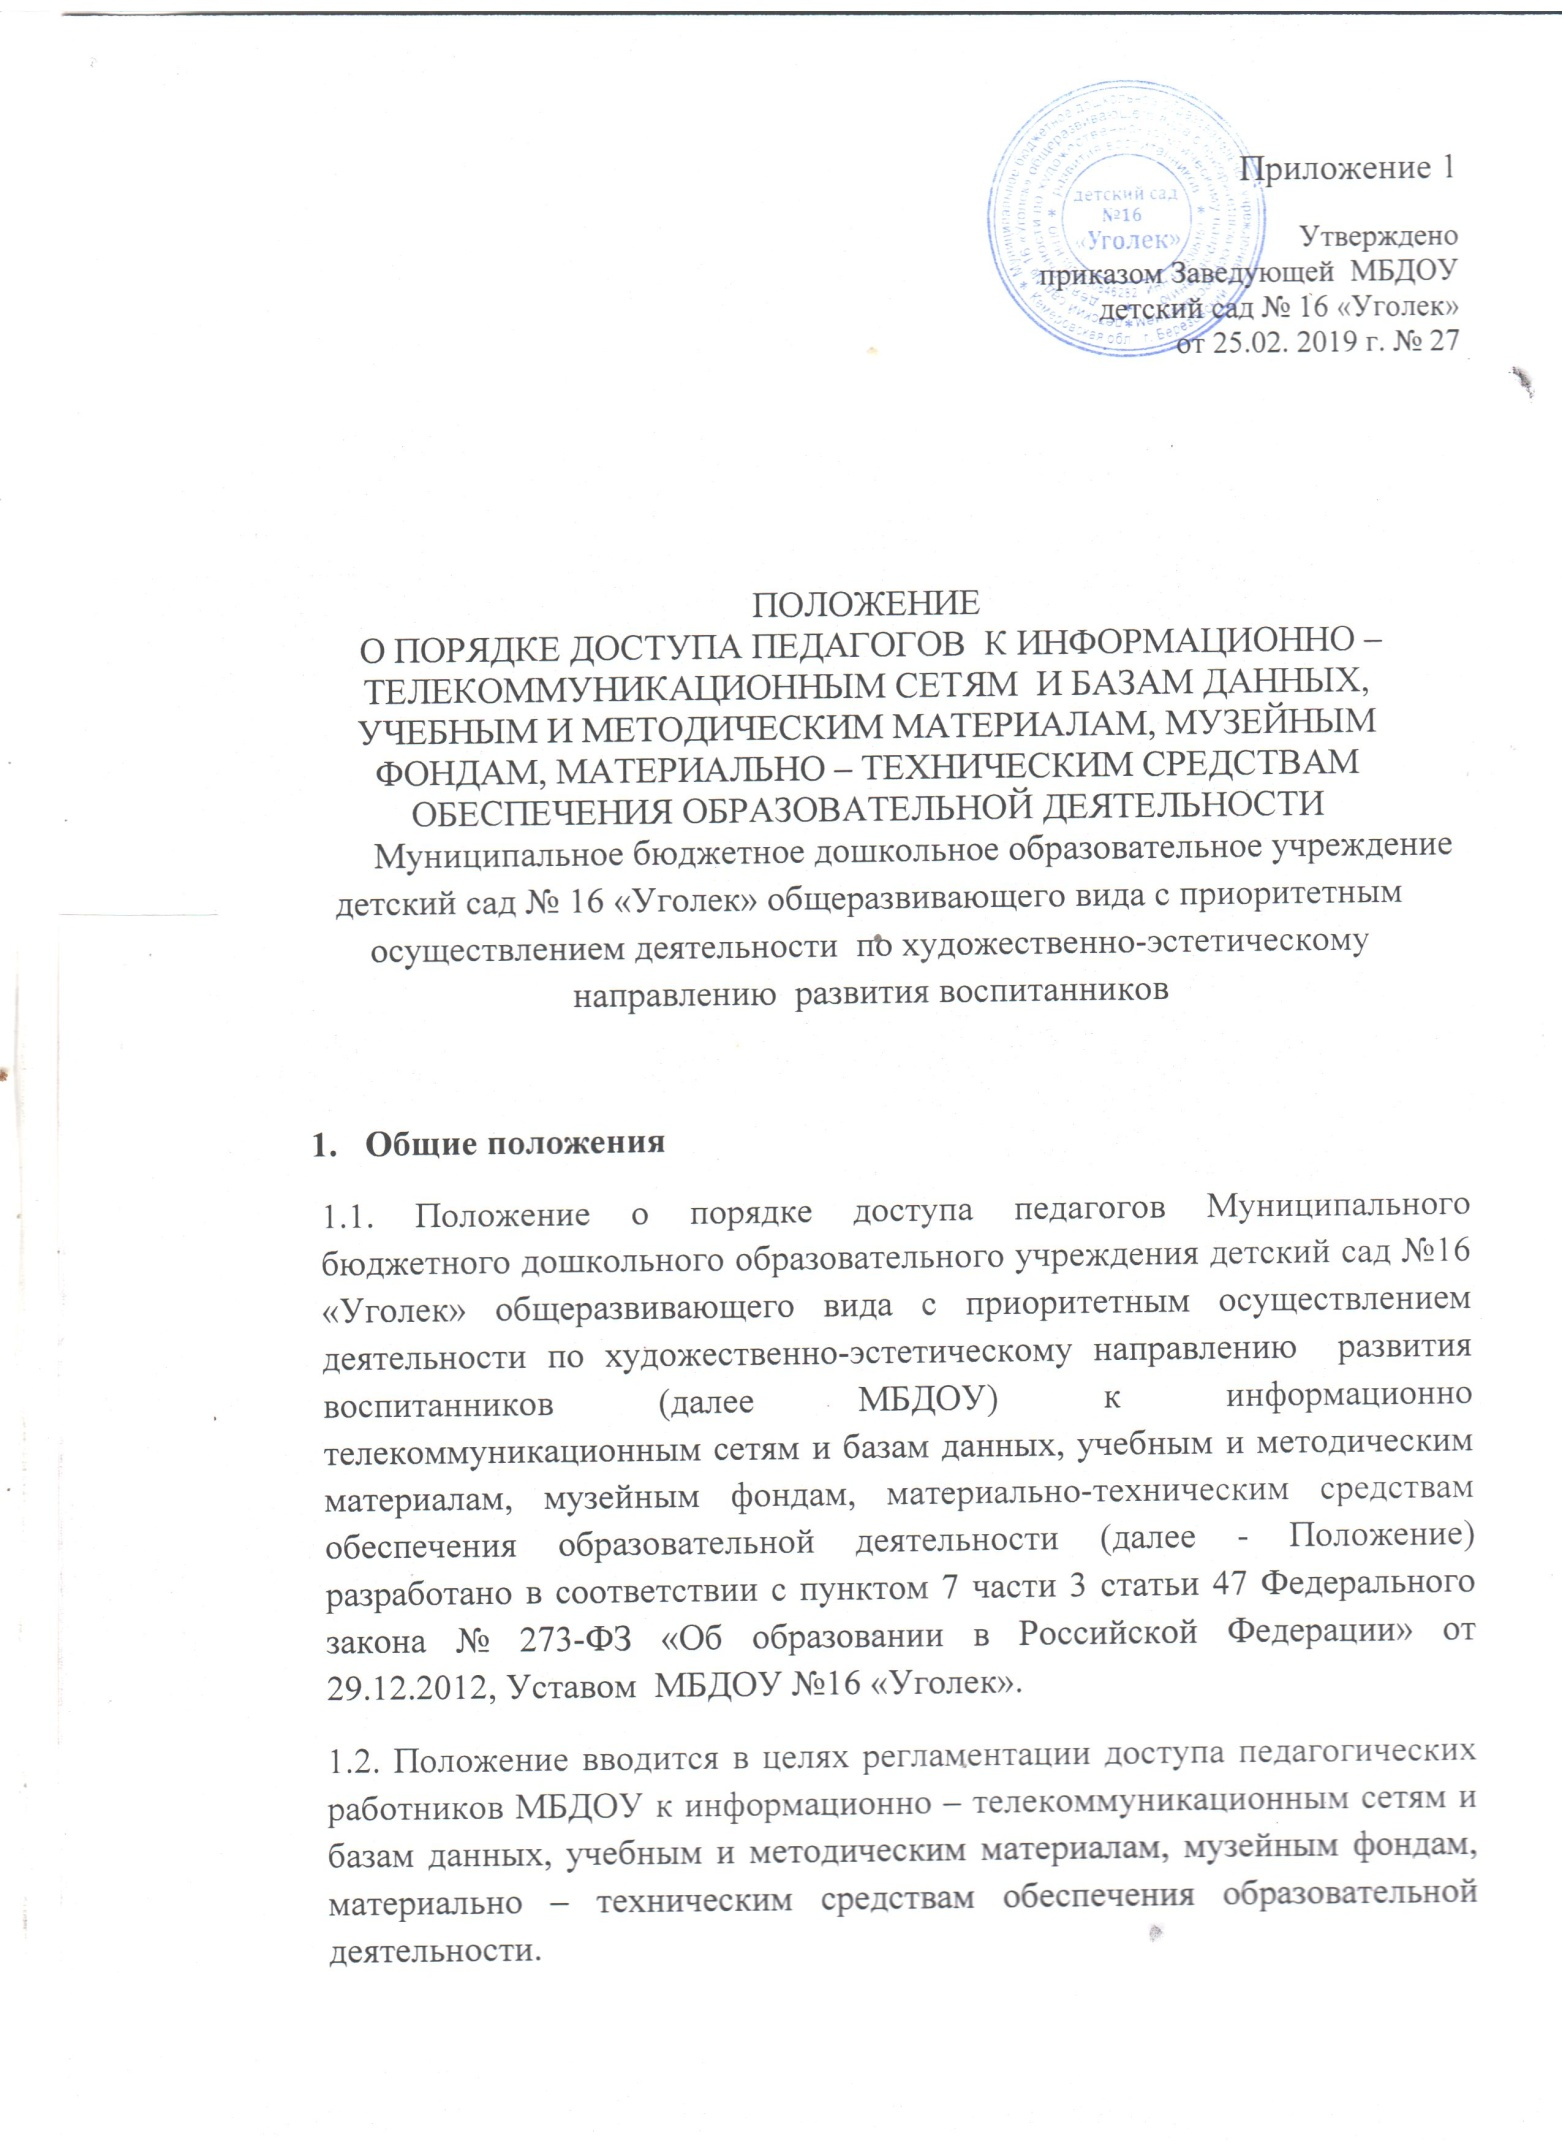 Приложение 1
Утверждено
приказом Заведующей МБДОУ
детский сад № 16 «Уголек»
от 25.02. 2019 г. № 27
детский сад
№16
«Уголек»
ПОЛОЖЕНИЕ
О ПОРЯДКЕ ДОСТУПА ПЕДАГОГОВ К ИНФОРМАЦИОННО –
ТЕЛЕКОММУНИКАЦИОННЫМ СЕТЯМ И БАЗАМ ДАННЫХ,
УЧЕБНЫМ И МЕТОДИЧЕСКИМ МАТЕРИАЛАМ, МУЗЕЙНЫМ
ФОНДАМ, МАТЕРИАЛЬНО – ТЕХНИЧЕСКИМ СРЕДСТВАМ
ОБЕСПЕЧЕНИЯ ОБРАЗОВАТЕЛЬНОЙ ДЕЯТЕЛЬНОСТИ
Муниципальное бюджетное дошкольное образовательное учреждение
детский сад № 16 «Уголек» общеразвивающего вида с приоритетным
осуществлением деятельности по художественно-эстетическому
направлению развития воспитанников
1. Общие положения
1.1. Положение о порядке доступа педагогов Муниципального
бюджетного дошкольного образовательного учреждения детский сад №16
«Уголек» общеразвивающего вида с приоритетным осуществлением
деятельности по художественно-эстетическому направлению развития
воспитанников (далее МБДОУ) к информационно
телекоммуникационным сетям и базам данных, учебным и методическим
материалам, музейным фондам, материально-техническим средствам
обеспечения образовательной деятельности (далее - Положение)
разработано в соответствии с пунктом 7 части 3 статьи 47 Федерального
закона № 273-ФЗ «Об образовании в Российской Федерации» от
29.12.2012, Уставом МБДОУ №16 «Уголек».
1.2. Положение вводится в целях регламентации доступа педагогических
работников МБДОУ к информационно – телекоммуникационным сетям и
базам данных, учебным и методическим материалам, музейным фондам,
материально – техническим средствам обеспечения образовательной
деятельности.